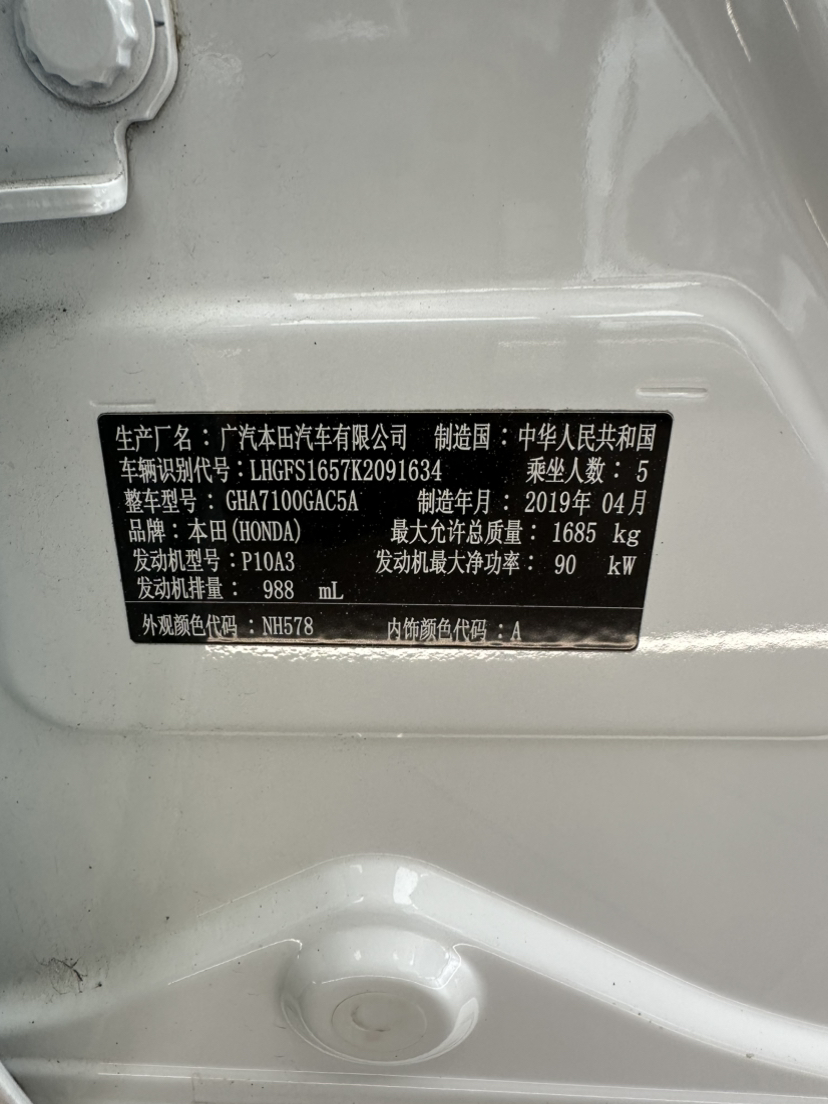 生产厂名：广汽本田汽车有限公司 制造国：中华人民共和国
车辆识别代号：LHGFS1657K2091634 乘坐人数：5
整车型号：GHA7100GAC5A 制造年月：2019年 04月
品牌：本田(HONDA) 最大允许总质量：1685 kg
发动机型号：P10A3 发动机最大净功率：90 kW
发动机排量：988 mL
外观颜色代码：NH578 内饰颜色代码：A